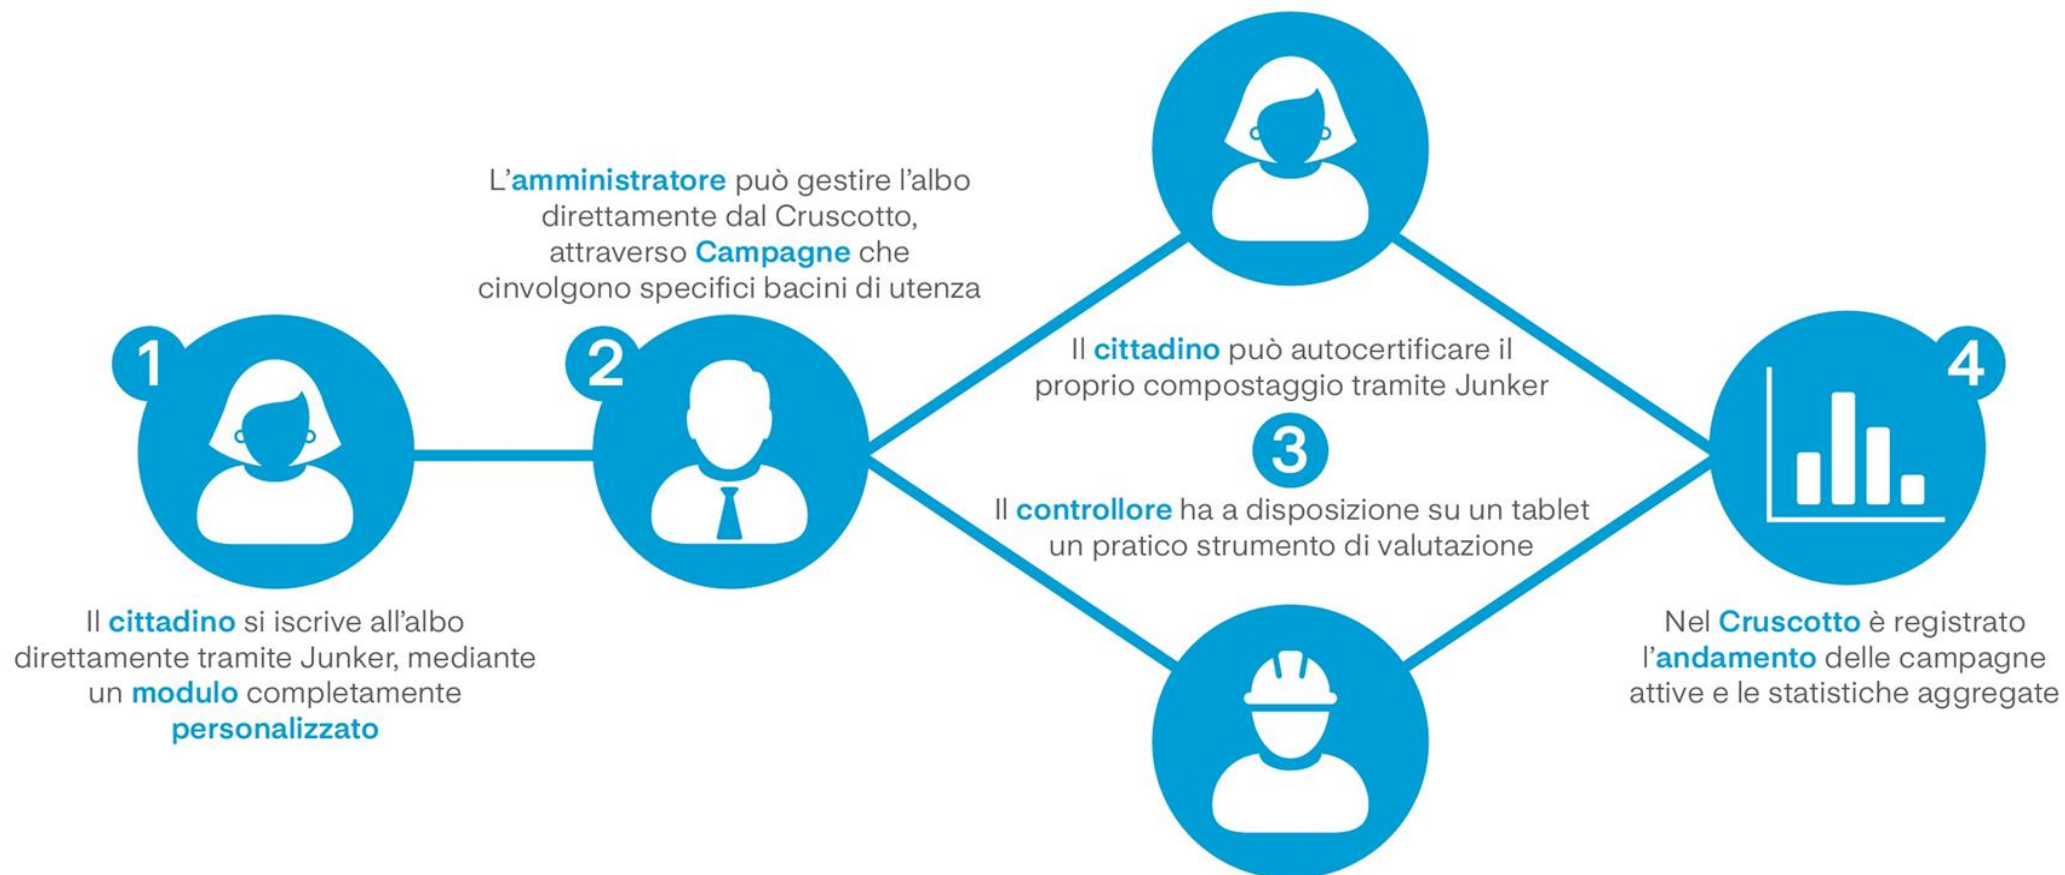 1
Il cittadino si iscrive all'albo
direttamente tramite Junker, mediante
un modulo completamente
personalizzato
2
L'amministratore può gestire l'albo
direttamente dal Cruscotto,
attraverso Campagne che
cinvolgono specifici bacini di utenza
Il cittadino può autocertificare il
proprio compostaggio tramite Junker
3
Il controllore ha a disposizione su un tablet
un pratico strumento di valutazione
4
Nel Cruscotto è registrato
l'andamento delle campagne
attive e le statistiche aggregate